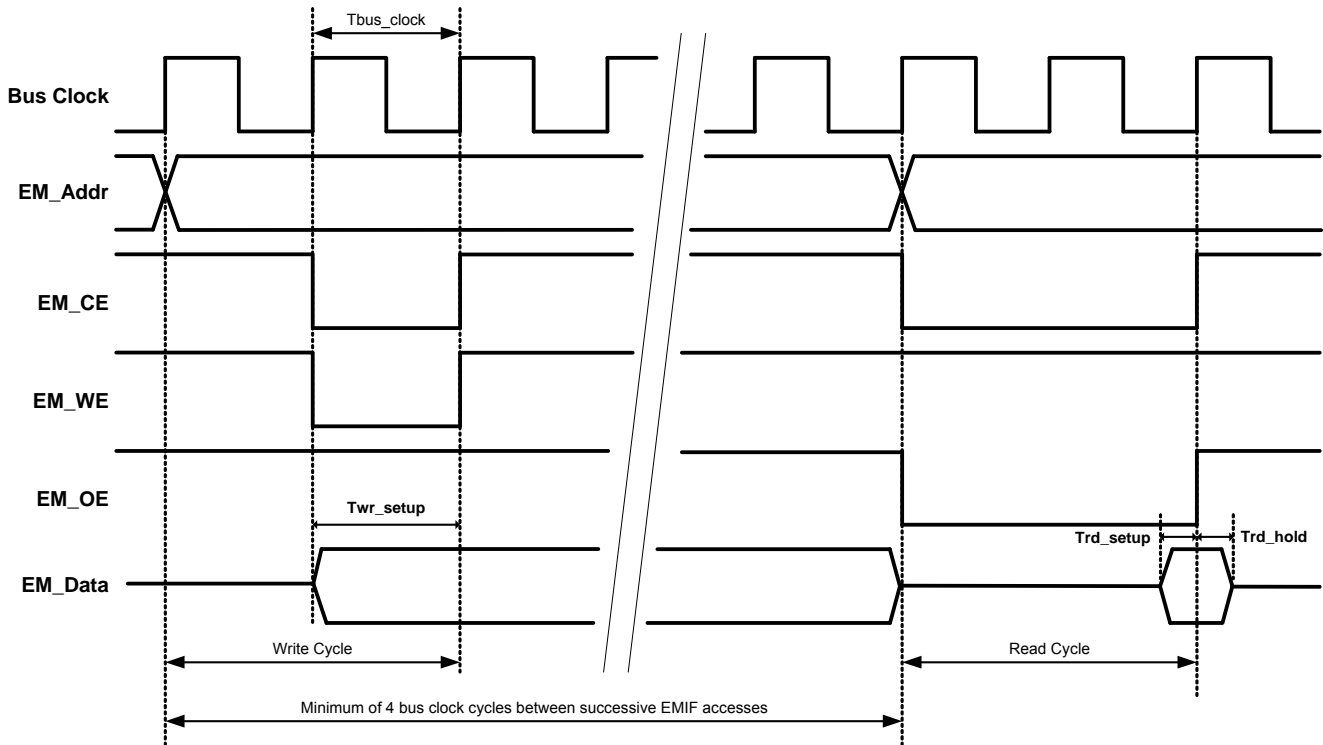 Tbus_clock
Bus Clock
EM_Addr
EM_CE
EM_WE
EM_OE
Twr_setup
Trd_setup
Trd_hold
EM_Data
Write Cycle
Read Cycle
Minimum of 4 bus clock cycles between successive EMIF accesses